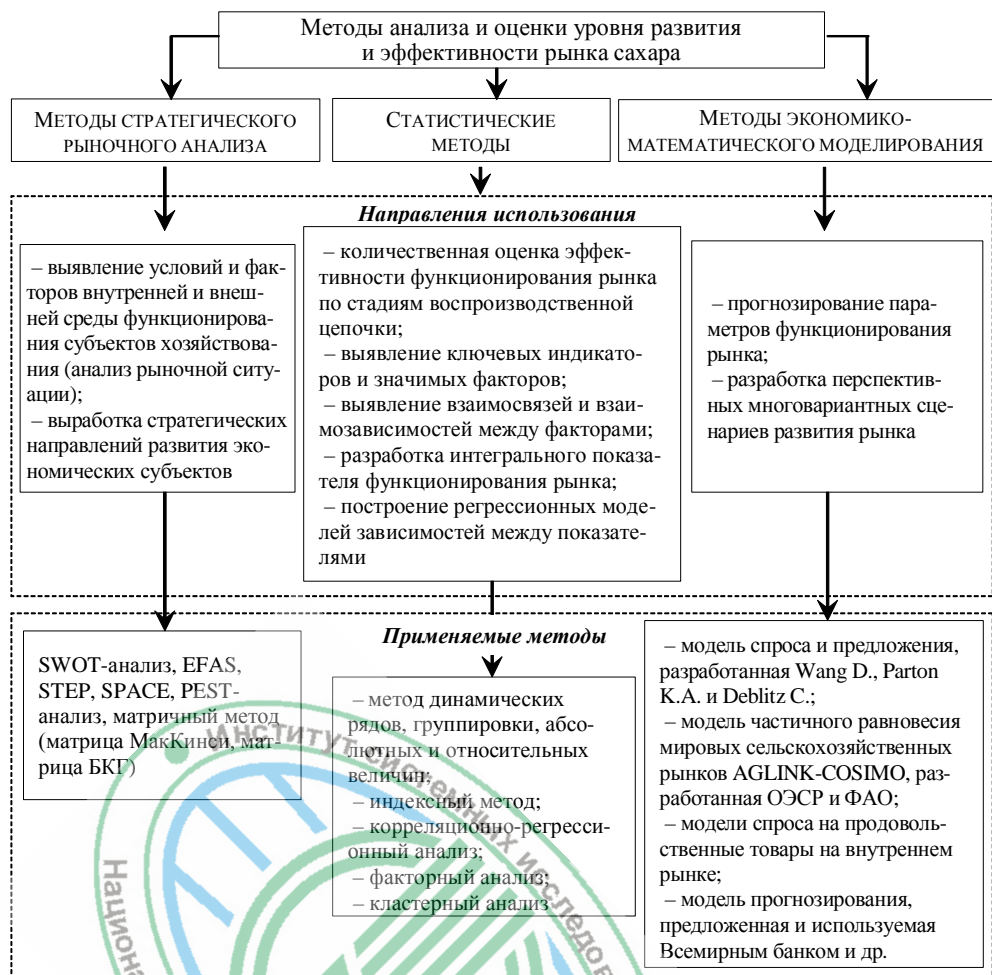 Методы анализа и оценки уровня развития
и эффективности рынка сахара
МЕТОДЫ СТРАТЕГИЧЕСКОГО
РЫНОЧНОГО АНАЛИЗА
СТАТИСТИЧЕСКИЕ
МЕТОДЫ
МЕТОДЫ ЭКОНОМИКО-
МАТЕМАТИЧЕСКОГО МОДЕЛИРОВАНИЯ
Направления использования
– выявление условий и фак-
торов внутренней и внеш-
ней среды функционирова-
ния субъектов хозяйствова-
ния (анализ рыночной ситу-
ации);
– выработка стратегических
направлений развития эко-
номических субъектов
– количественная оценка эффек-
тивности функционирования рынка
по стадиям воспроизводственной
цепочки;
– выявление ключевых индикато-
ров и значимых факторов;
– выявление взаимосвязей и взаи-
мозависимостей между факторами;
– разработка интегрального показа-
теля функционирования рынка;
– построение регрессионных моде-
лей зависимостей между показате-
лями
– прогнозирование пара-
метров функционирования
рынка;
– разработка перспектив-
ных многовариантных сце-
нариев развития рынка
Применяемые методы
SWOT-анализ, EFAS,
STEP, SPACE, PEST-
анализ, матричный метод
(матрица МакКинси, мат-
рица БКГ)
– метод динамических
рядов, группировки, абсо-
лютных и относительных
величин;
– индексный метод;
– корреляционно-регресси-
онный анализ;
– факторный анализ;
– кластерный анализ
– модель спроса и предложения,
разработанная Wang D., Parton
K.A. и Deblitz C.;
– модель частичного равновесия
мировых сельскохозяйственных
рынков AGLINK-COSIMO, раз-
работанная ОЭСР и ФАО;
– модели спроса на продоволь-
ственные товары на внутреннем
рынке;
– модель прогнозирования,
предложенная и используемая
Всемирным банком и др.
Институт системных исследов
Национа